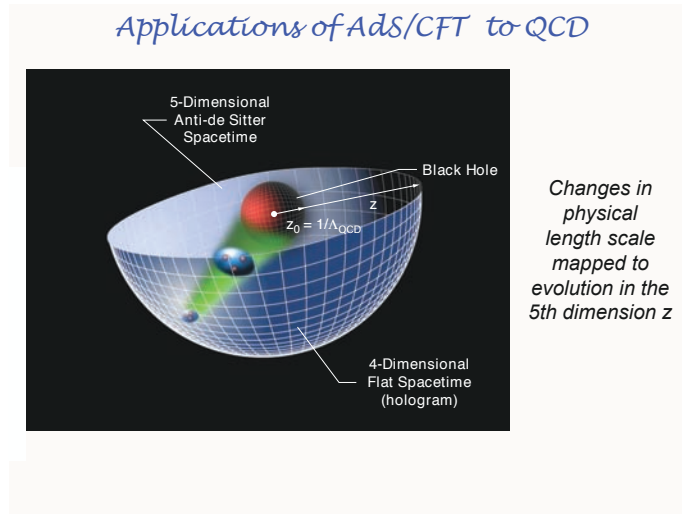 Applications of AdS/CFT to QCD
5-Dimensional
Anti-de Sitter
Spacetime
Black Hole
z
z₀ = 1/Λ_QCD
Changes in
physical
length scale
mapped to
evolution in the
5th dimension z
4-Dimensional
Flat Spacetime
(hologram)